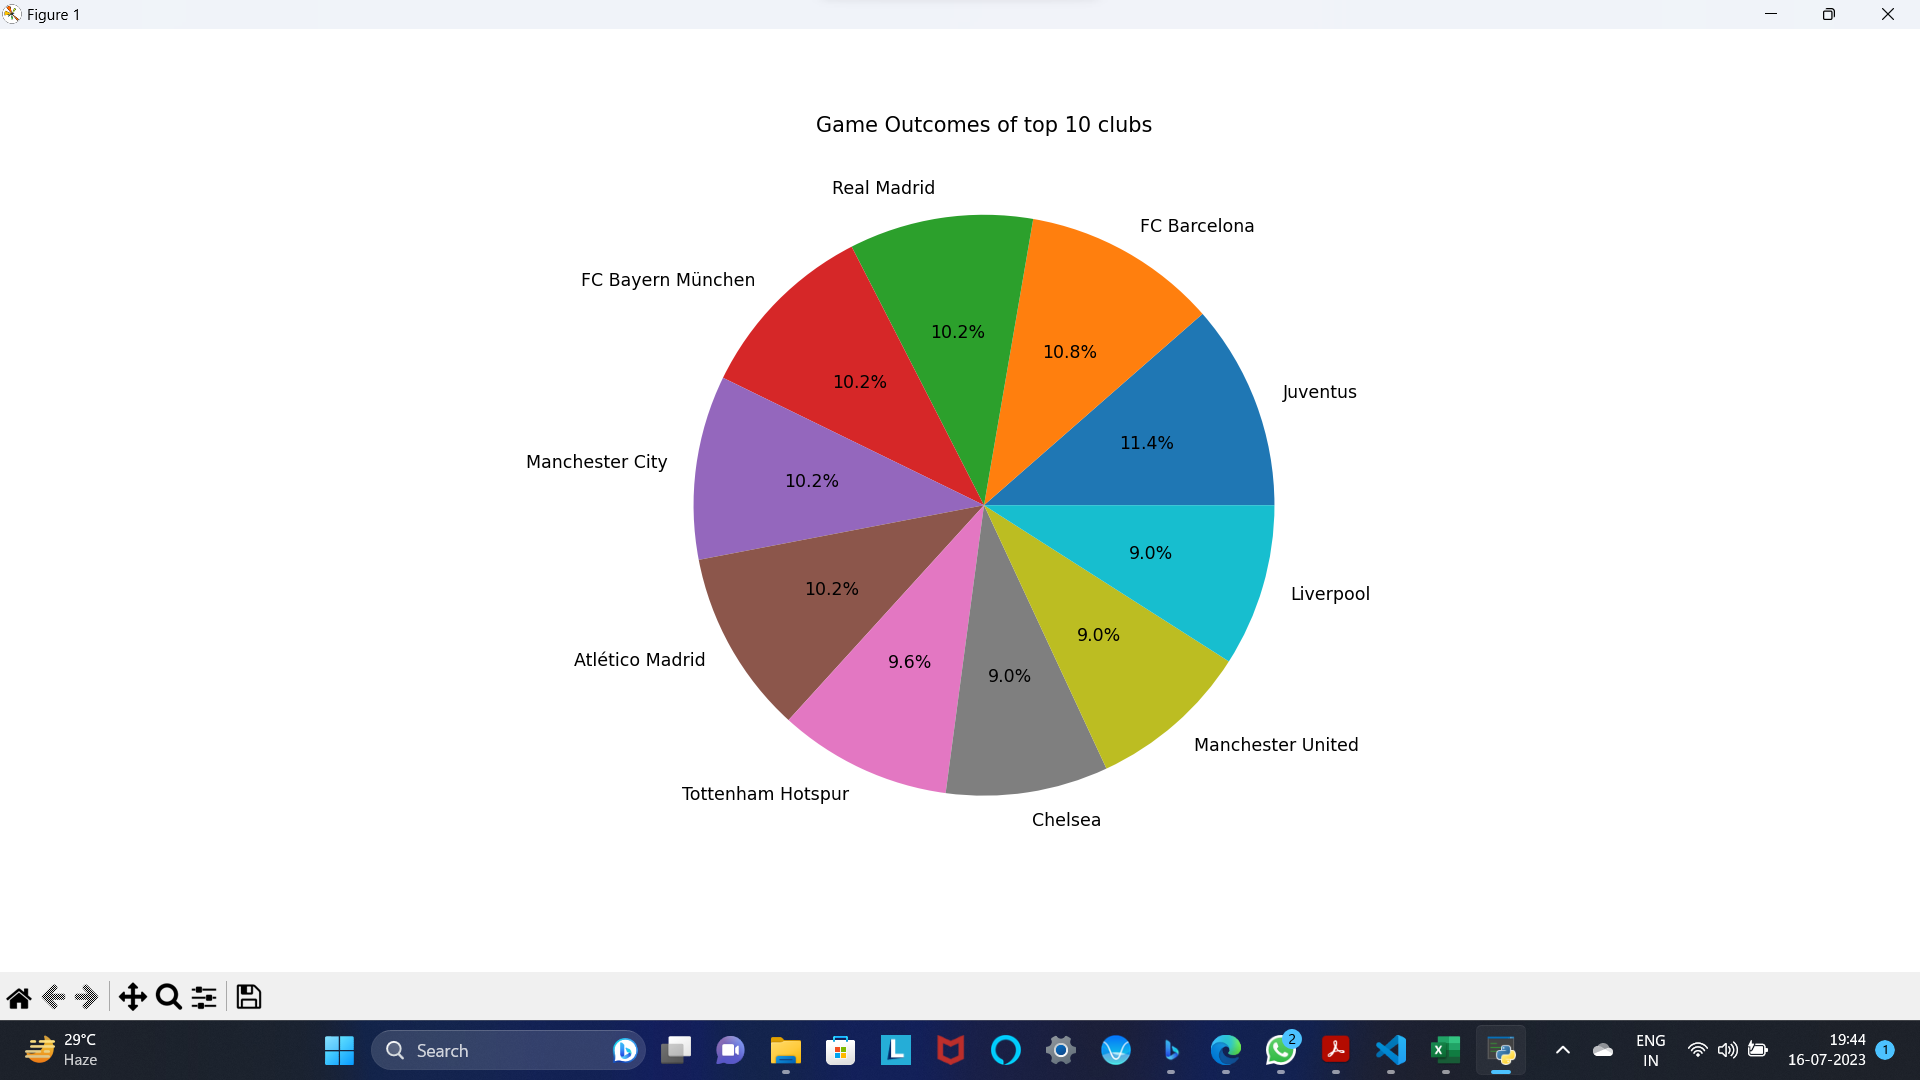 Figure 1
Game Outcomes of top 10 clubs
Real Madrid
FC Barcelona
FC Bayern München
Juventus
Manchester City
Atlético Madrid
Liverpool
Manchester United
Tottenham Hotspur
Chelsea
10.2%
10.8%
10.2%
11.4%
10.2%
10.2%
9.0%
9.0%
9.6%
9.0%
29°C
Haze
Search
L
X
2
ENG
IN
19:44
16-07-2023
1